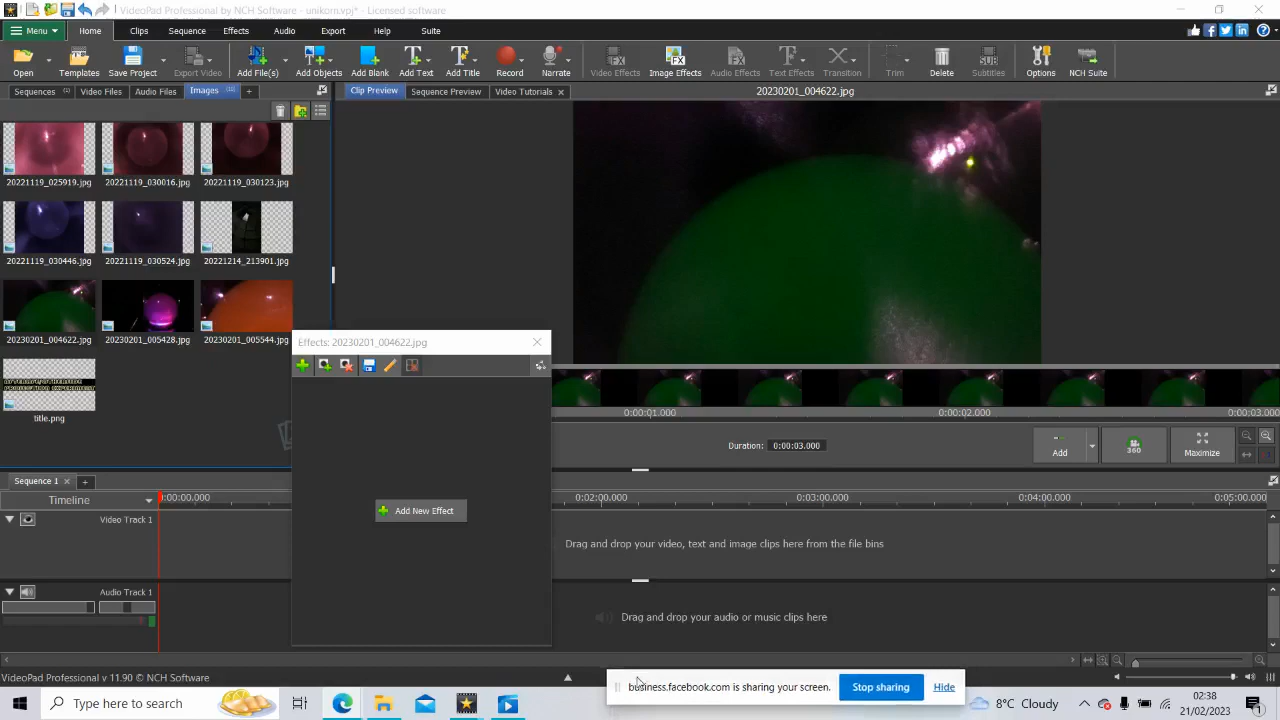 VideoPad Professional by NCH Software - unikorn.vpj* - Licensed software
Menu Home Clips Sequence Effects Audio Export Help Suite
Open Templates Save Project Export Video Add File(s) Add Objects Add Blank Add Text Add Title Record Narrate Video Effects Image Effects Audio Effects Text Effects Transition Trim Delete Subtitles Options NCH Suite
Sequences (1) Video Files Audio Files Images + Clip Preview Sequence Preview Video Tutorials 20230201_004622.jpg
20221119_025919.jpg 20221119_030016.jpg 20221119_030123.jpg
20221119_030446.jpg 20221119_030524.jpg 20221214_213901.jpg
20230201_004622.jpg 20230201_005428.jpg 20230201_005544.jpg
title.png
Effects: 20230201_004622.jpg
Add New Effect
0:00:01.000 0:00:02.000 0:00:03.000
Duration: 0:00:03.000 Add 360 Maximize
Sequence 1
Timeline 0:00:00.000 0:02:00.000 0:03:00.000 0:04:00.000 0:05:00.000
Video Track 1
Drag and drop your video, text and image clips here from the file bins
Audio Track 1
Drag and drop your audio or music clips here
VideoPad Professional v 11.90 © NCH Software
business.facebook.com is sharing your screen. Stop sharing Hide
Type here to search 8°C Cloudy 02:38
21/02/2023